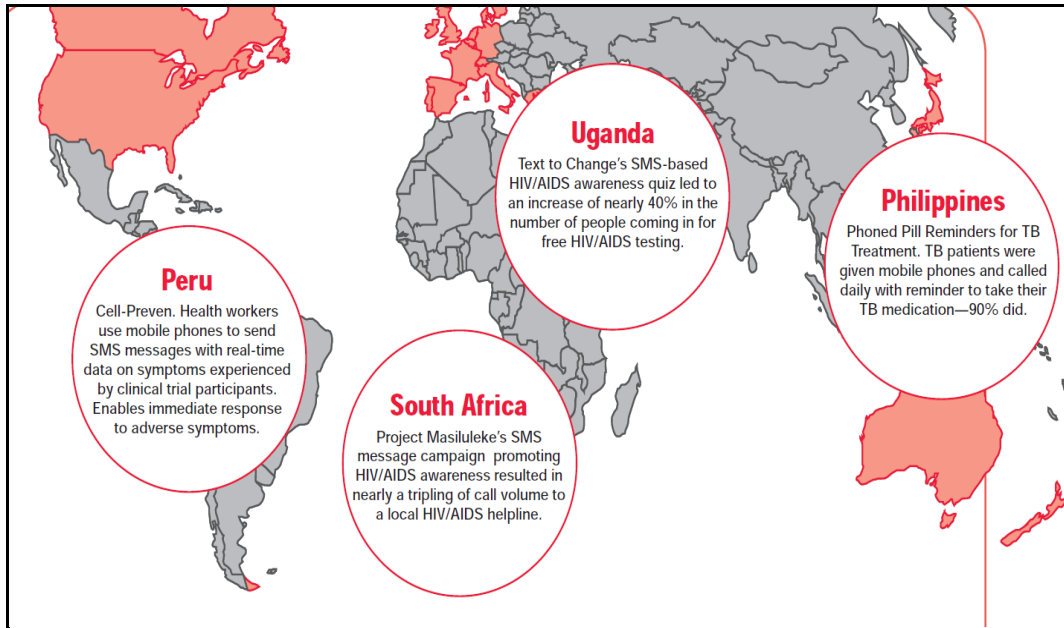 Uganda
Text to Change's SMS-based
HIV/AIDS awareness quiz led to
an increase of nearly 40% in the
number of people coming in for
free HIV/AIDS testing.
Philippines
Phoned Pill Reminders for TB
Treatment. TB patients were
given mobile phones and called
daily with reminder to take their
TB medication—90% did.
Peru
Cell-Preven. Health workers
use mobile phones to send
SMS messages with real-time
data on symptoms experienced
by clinical trial participants.
Enables immediate response
to adverse symptoms.
South Africa
Project Masiluleke's SMS
message campaign promoting
HIV/AIDS awareness resulted in
nearly a tripling of call volume to
a local HIV/AIDS helpline.